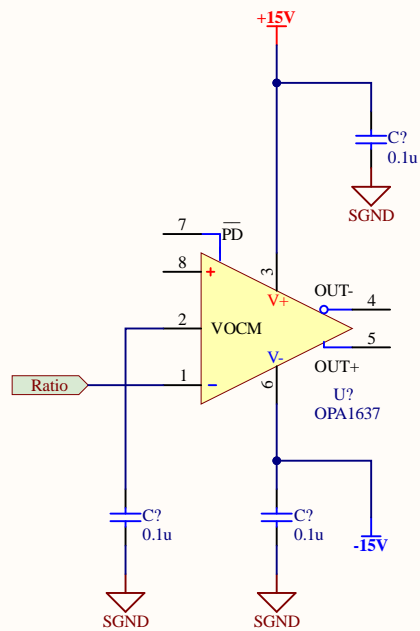 +15V
C?
0.1u
SGND
7
PD
8
+
3
V+
OUT-
4
2
VOCM
5
V-
OUT+
Ratio
1
-
6
U?
OPA1637
C?
0.1u
C?
0.1u
-15V
SGND
SGND